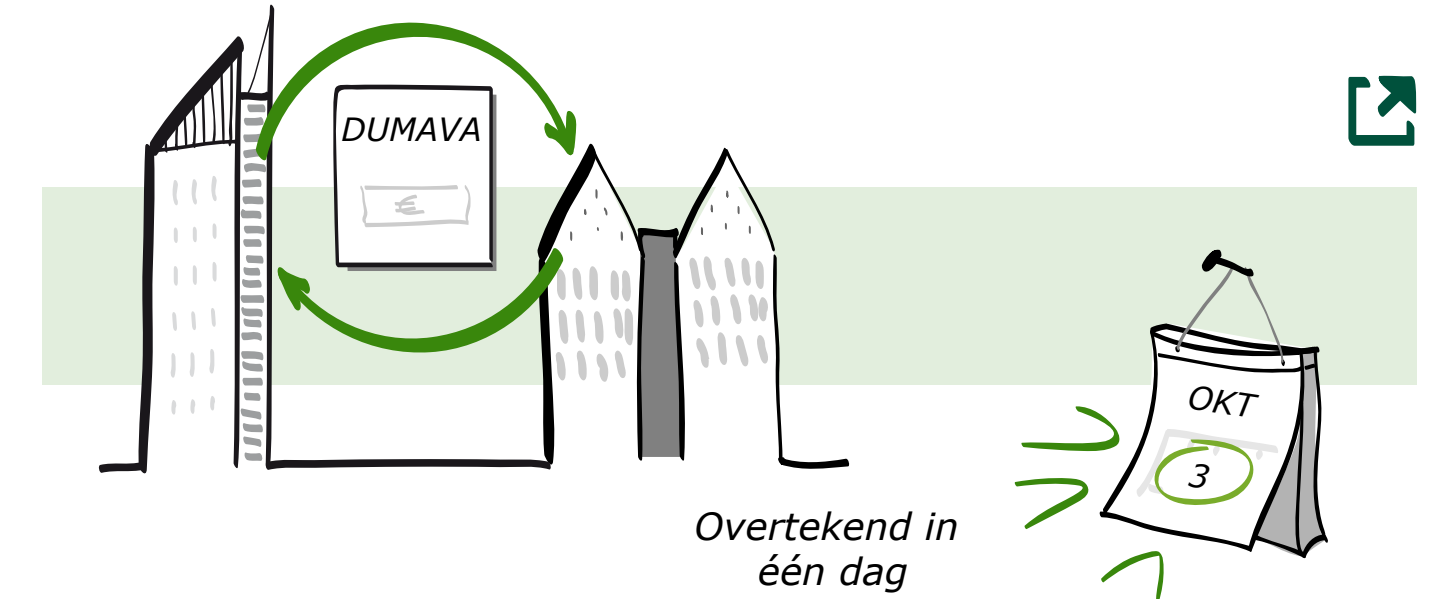 DUMAVA
€
OKT
3
Overtekend in
één dag